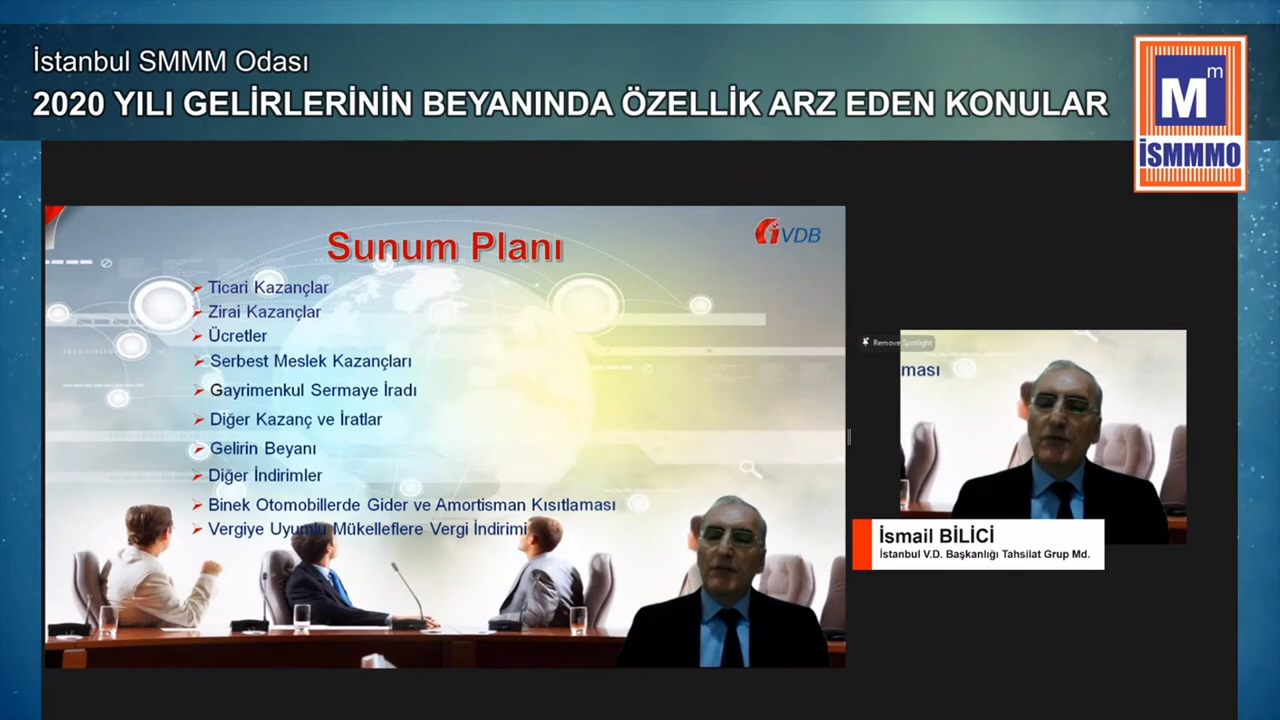 İstanbul SMMM Odası
2020 YILI GELİRLERİNİN BEYANINDA ÖZELLİK ARZ EDEN KONULAR
M m
İSMMMO
Sunum Planı
İVDB
Ticari Kazançlar
Zirai Kazançlar
Ücretler
Serbest Meslek Kazançları
Gayrimenkul Sermaye İradı
Diğer Kazanç ve İratlar
Gelirin Beyanı
Diğer İndirimler
Binek Otomobillerde Gider ve Amortisman Kısıtlaması
Vergiye Uyumlu Mükelleflere Vergi İndirimi
Remove Spotlight
ması
İsmail BİLİCİ
İstanbul V.D. Başkanlığı Tahsilat Grup Md.